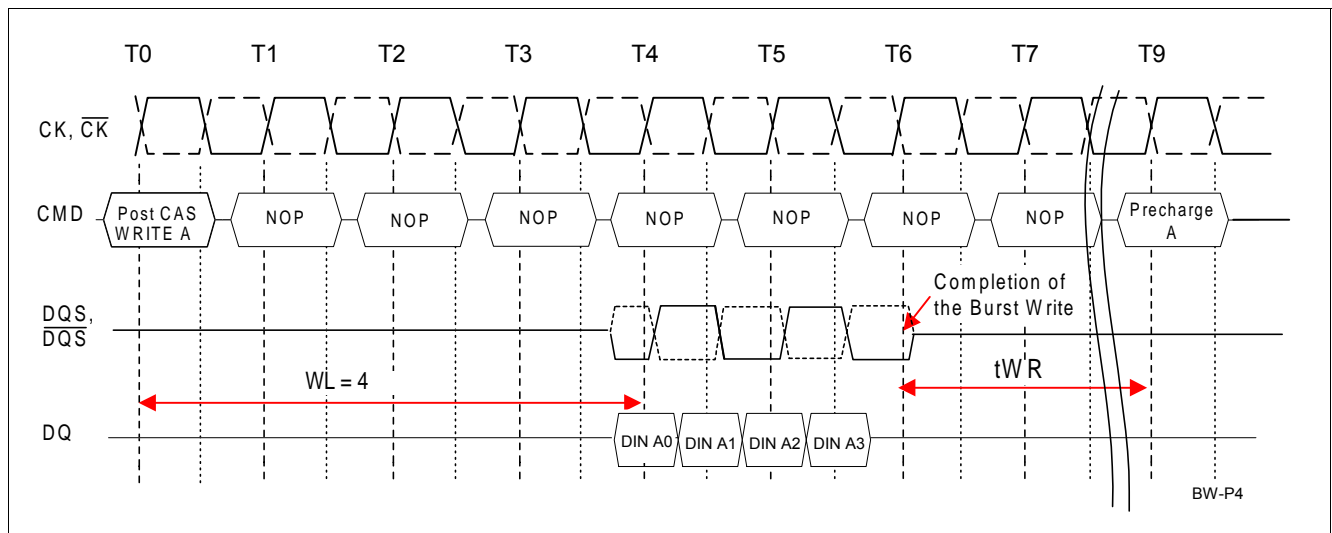 T0 T1 T2 T3 T4 T5 T6 T7 T9
CK, CK
CMD
Post CAS
WRITE A
NOP
NOP
NOP
NOP
NOP
NOP
NOP
Precharge
A
DQS,
DQS
Completion of
the Burst Write
WL = 4
tWR
DQ
DIN A0
DIN A1
DIN A2
DIN A3
BW-P4